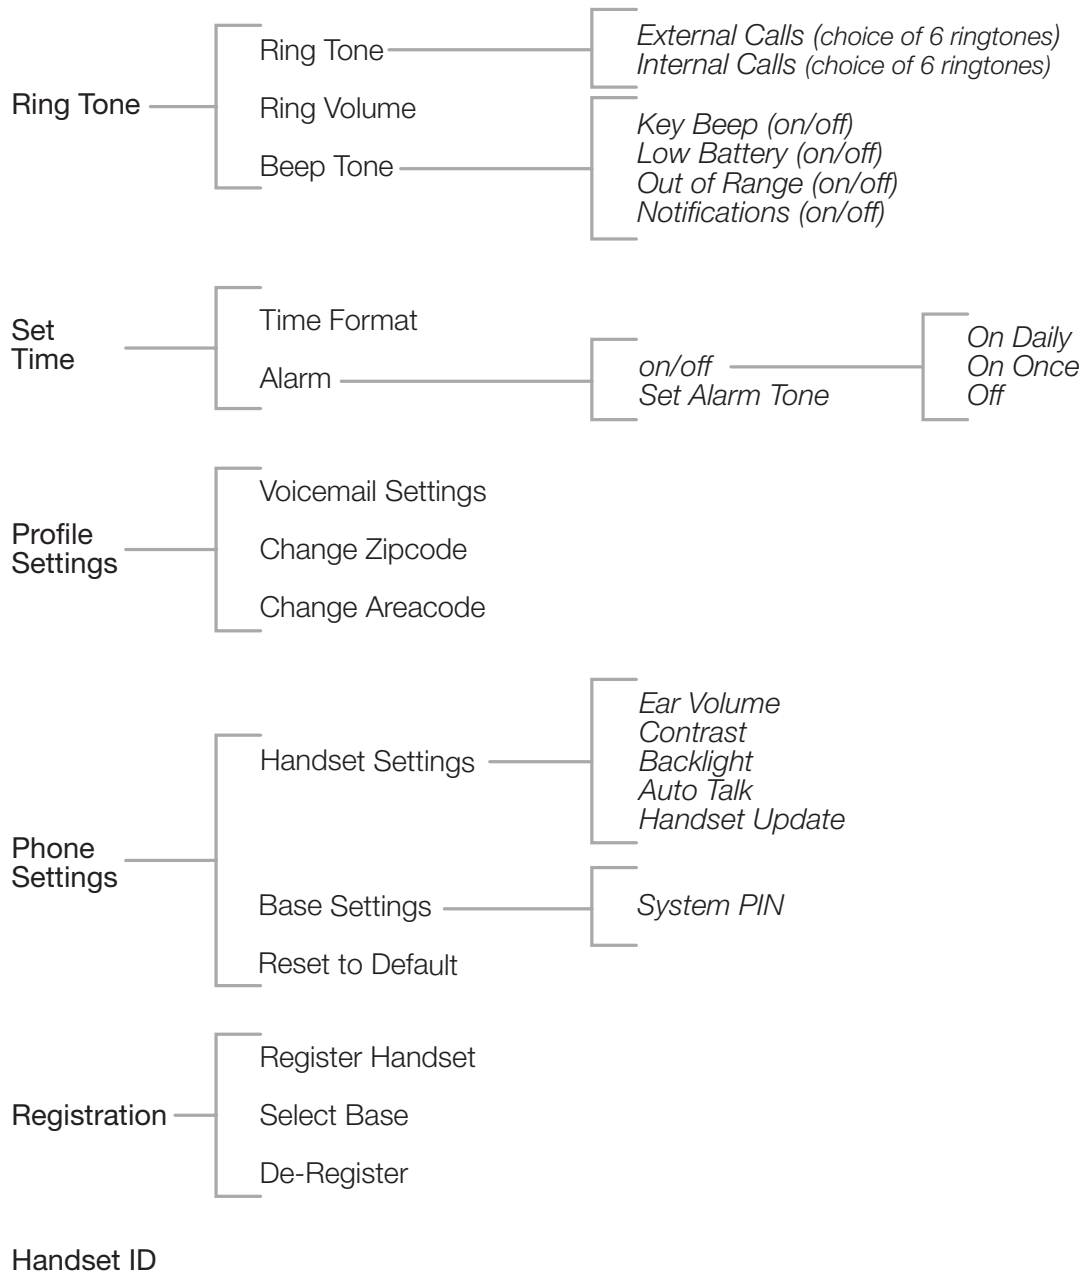 Ring Tone
Ring Tone
External Calls (choice of 6 ringtones)
Internal Calls (choice of 6 ringtones)
Ring Volume
Beep Tone
Key Beep (on/off)
Low Battery (on/off)
Out of Range (on/off)
Notifications (on/off)
Set
Time
Time Format
Alarm
on/off
Set Alarm Tone
On Daily
On Once
Off
Profile
Settings
Voicemail Settings
Change Zipcode
Change Areacode
Phone
Settings
Handset Settings
Ear Volume
Contrast
Backlight
Auto Talk
Handset Update
Base Settings
System PIN
Reset to Default
Registration
Register Handset
Select Base
De-Register
Handset ID